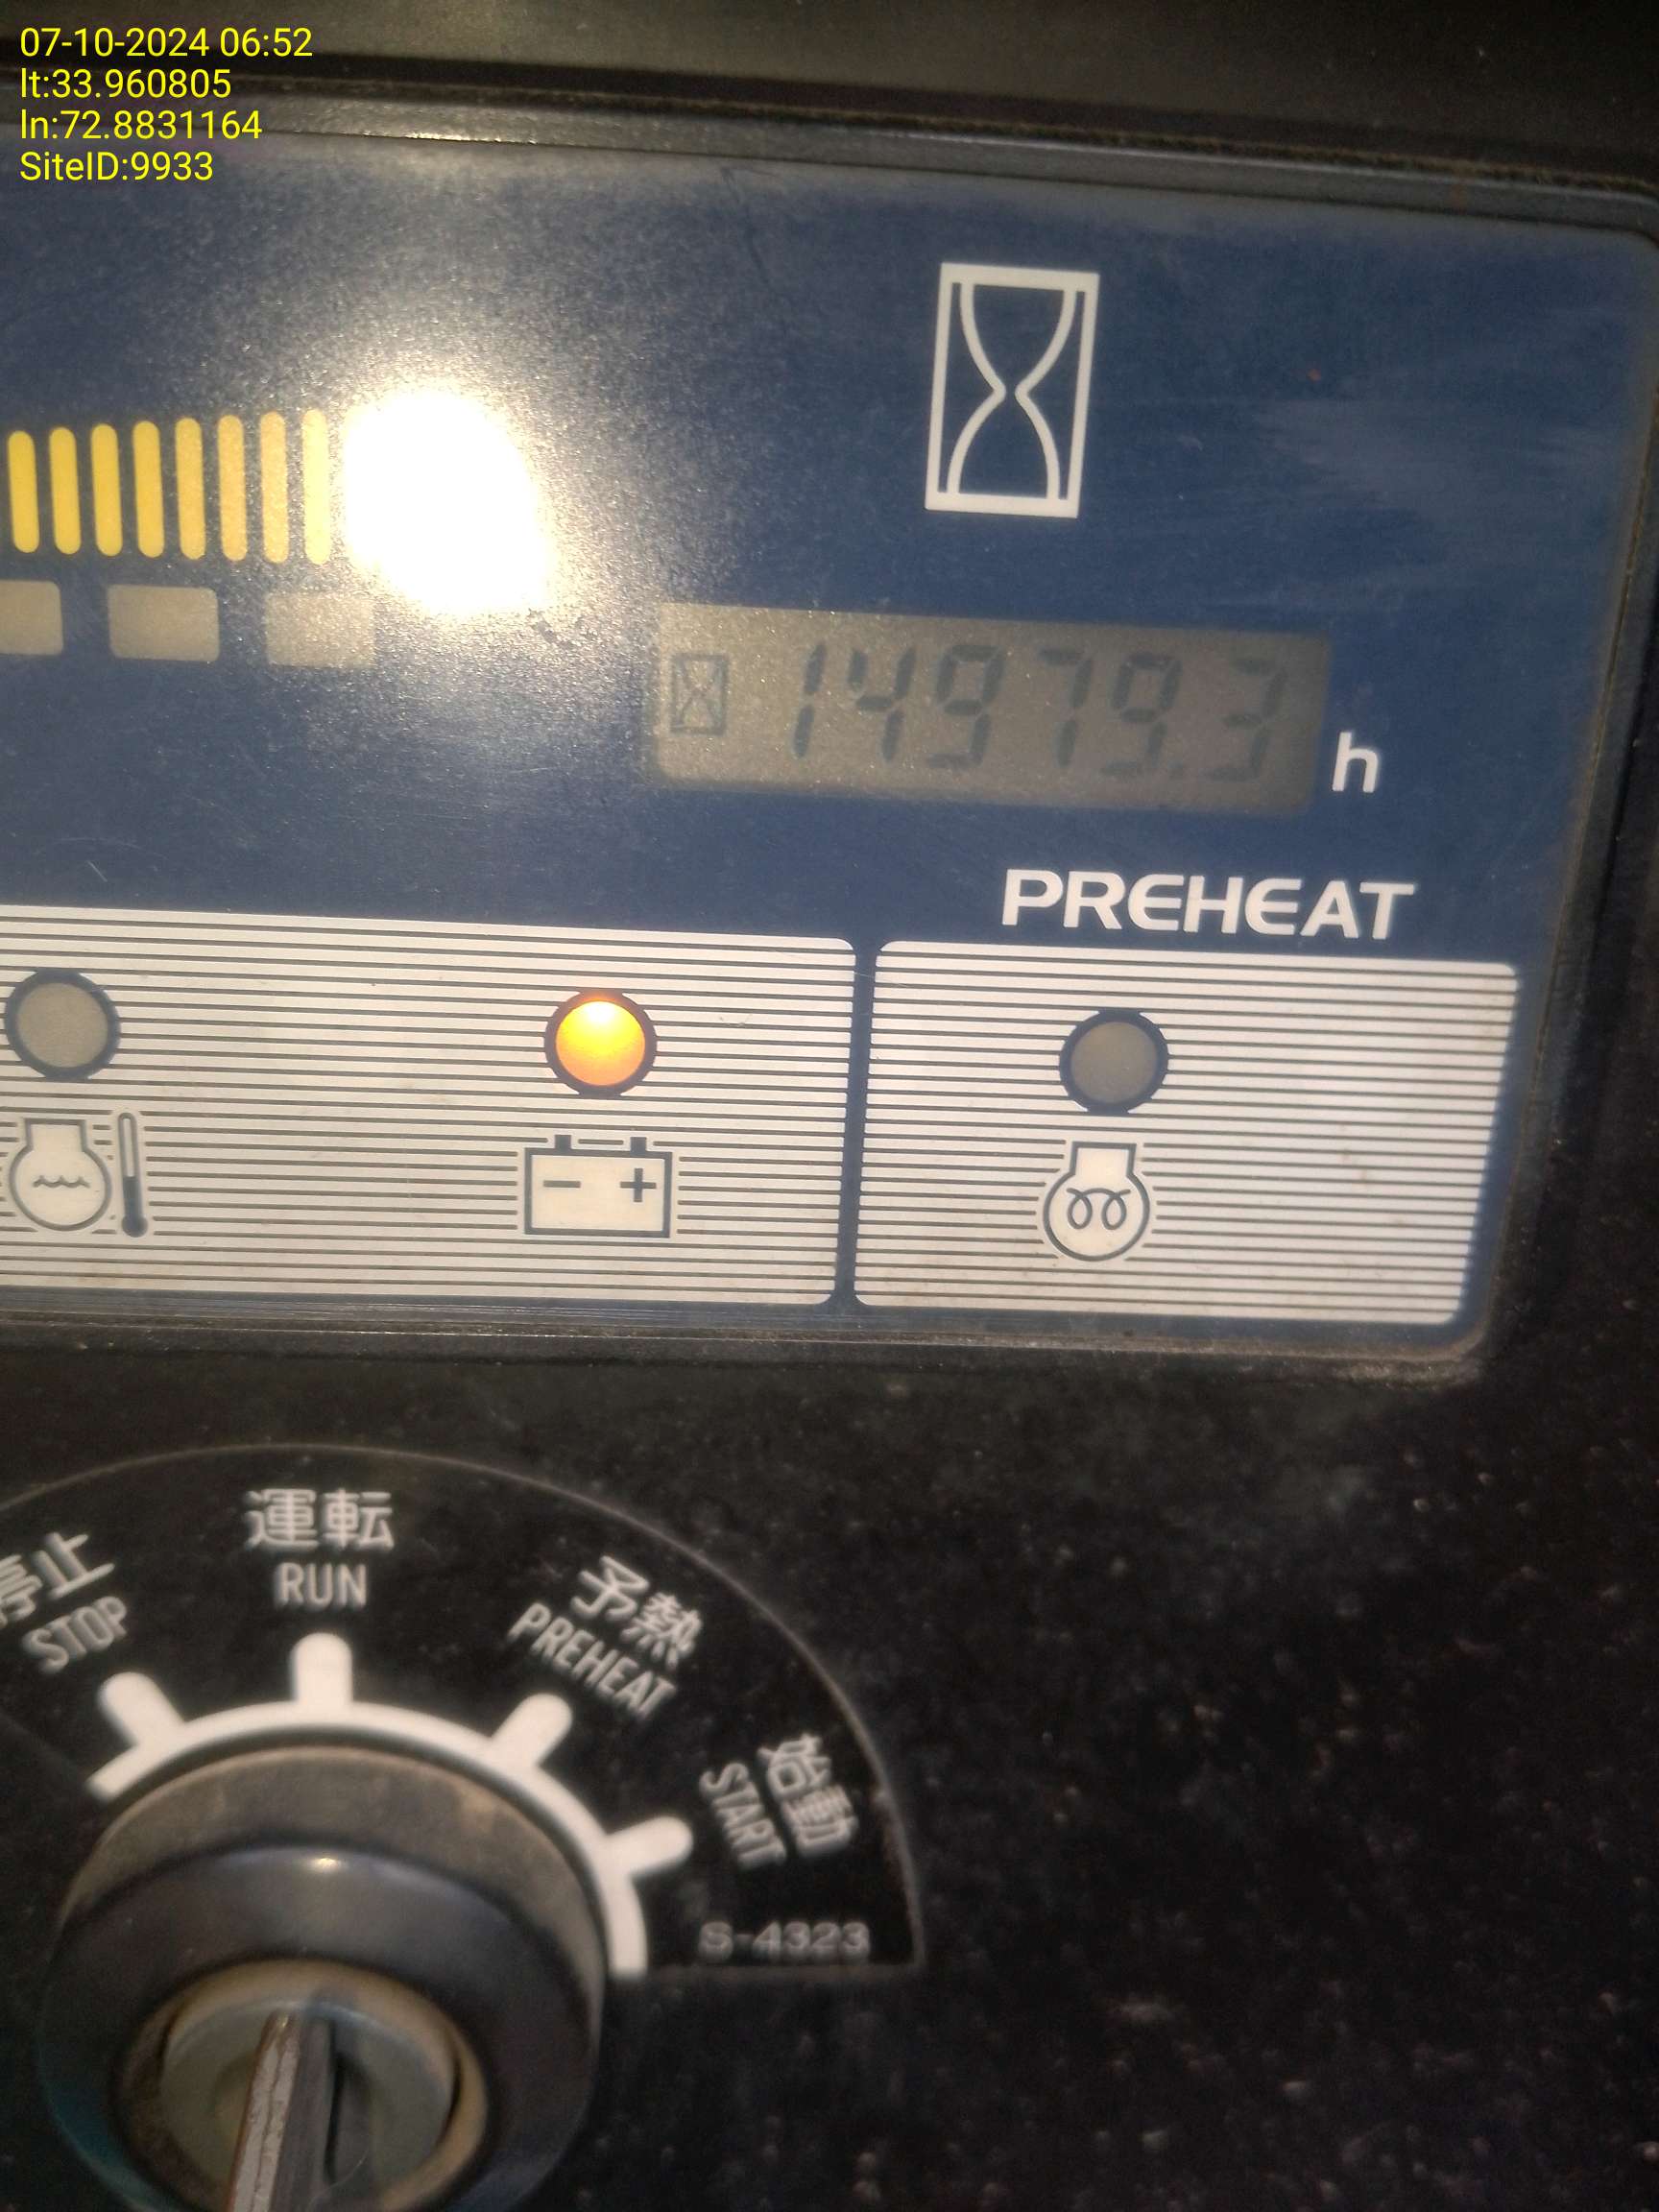 07-10-2024 06:52
lt:33.960805
ln:72.8831164
SiteID:9933
14979.3
h
PREHEAT
- +
停止
STOP
運転
RUN
予熱
PREHEAT
始動
START
S-4323